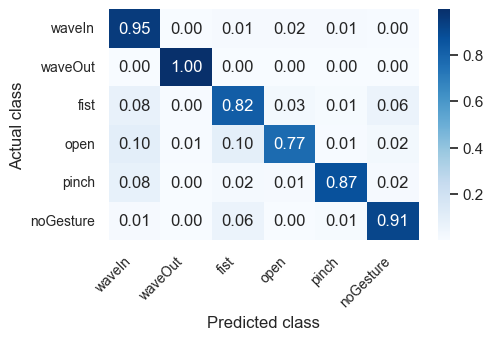 waveIn 0.95 0.00 0.01 0.02 0.01 0.00
waveOut 0.00 1.00 0.00 0.00 0.00 0.00
fist 0.08 0.00 0.82 0.03 0.01 0.06
open 0.10 0.01 0.10 0.77 0.01 0.02
pinch 0.08 0.00 0.02 0.01 0.87 0.02
noGesture 0.01 0.00 0.06 0.00 0.01 0.91
waveIn waveOut fist open pinch noGesture
Predicted class
Actual class
0.8
0.6
0.4
0.2